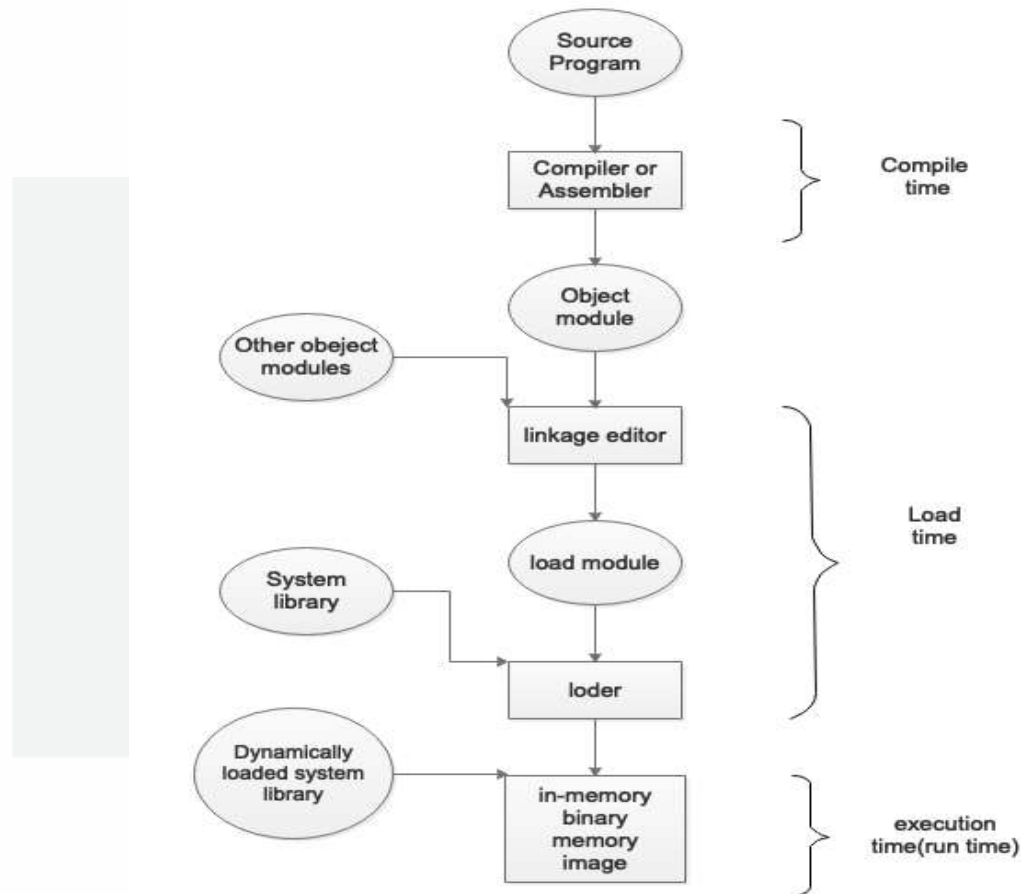 Source
Program
Compiler or
Assembler
Compile
time
Object
module
Other obeject
modules
linkage editor
Load
time
load module
System
library
loder
Dynamically
loaded system
library
in-memory
binary
memory
image
execution
time(run time)